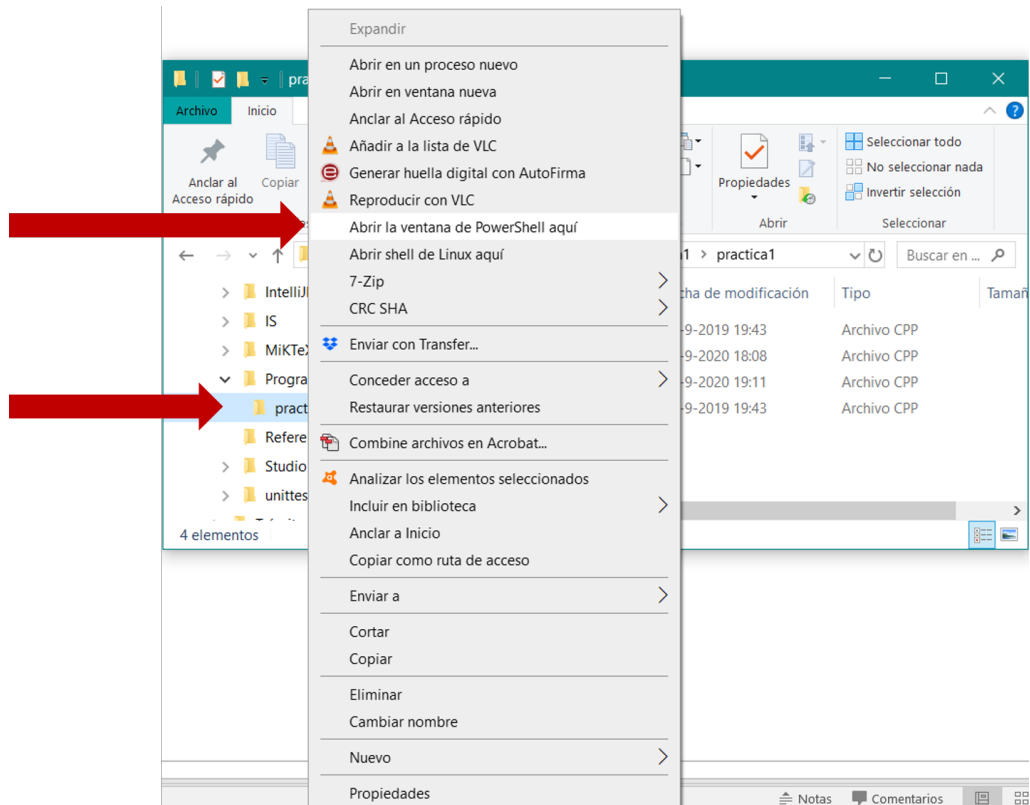 Expandir
Abrir en un proceso nuevo
Abrir en ventana nueva
Anclar al Acceso rápido
Añadir a la lista de VLC
Generar huella digital con AutoFirma
Reproducir con VLC
Abrir la ventana de PowerShell aquí
Abrir shell de Linux aquí
7-Zip
CRC SHA
Enviar con Transfer...
Conceder acceso a
Restaurar versiones anteriores
Combine archivos en Acrobat...
Analizar los elementos seleccionados
Incluir en biblioteca
Anclar a Inicio
Copiar como ruta de acceso
Enviar a
Cortar
Copiar
Eliminar
Cambiar nombre
Nuevo
Propiedades
pra
Archivo Inicio
Anclar al
Acceso rápido
Copiar
Propiedades
Seleccionar todo
No seleccionar nada
Invertir selección
Abrir
Seleccionar
practica1
Buscar en ...
IntelliJI
IS
MiKTeX
Progra
pract
Refere
Studio
unittes
4 elementos
cha de modificación Tipo Tamañ
-9-2019 19:43 Archivo CPP
-9-2020 18:08 Archivo CPP
-9-2020 19:11 Archivo CPP
-9-2019 19:43 Archivo CPP
Notas Comentarios